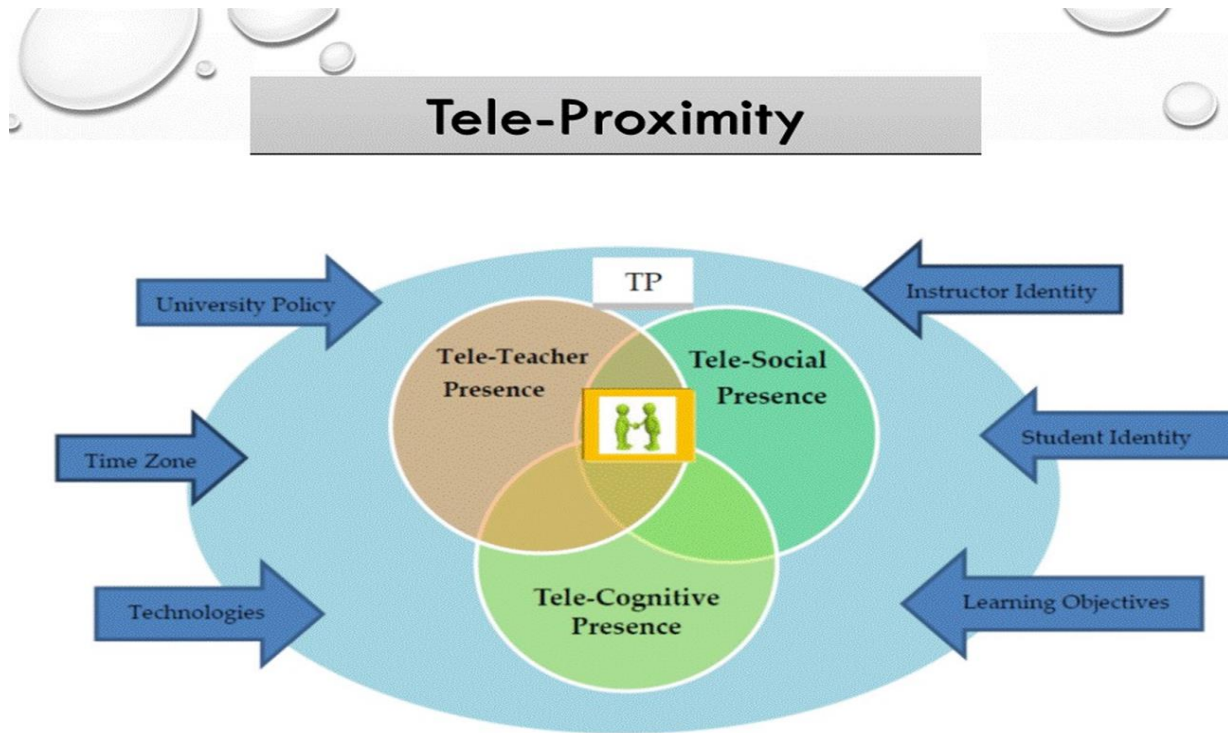 Tele-Proximity
TP
University Policy
Instructor Identity
Tele-Teacher
Presence
Tele-Social
Presence
Time Zone
Student Identity
Technologies
Tele-Cognitive
Presence
Learning Objectives